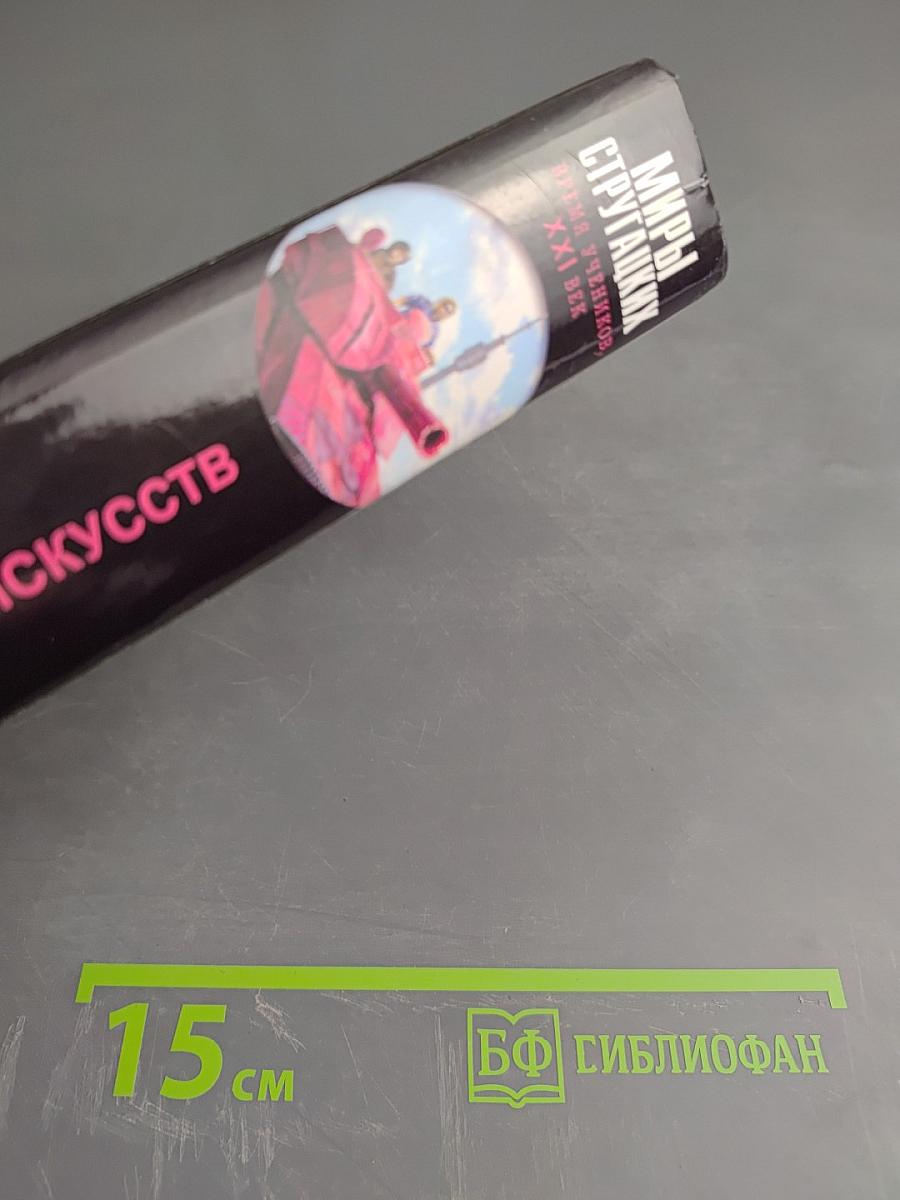 МИРЫ
СТРУГАЦКИХ
ВРЕМЯ УЧЕНИКОВ,
XXI ВЕК
ИСКУССТВ
15 см
БФ БИБЛИОФАН